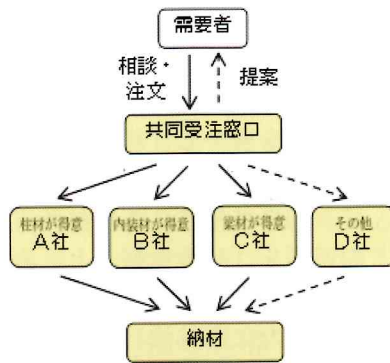 需要者
相談・
注文
提案
共同受注窓口
柱材が得意
A社
内装材が得意
B社
梁材が得意
C社
その他
D社
納材